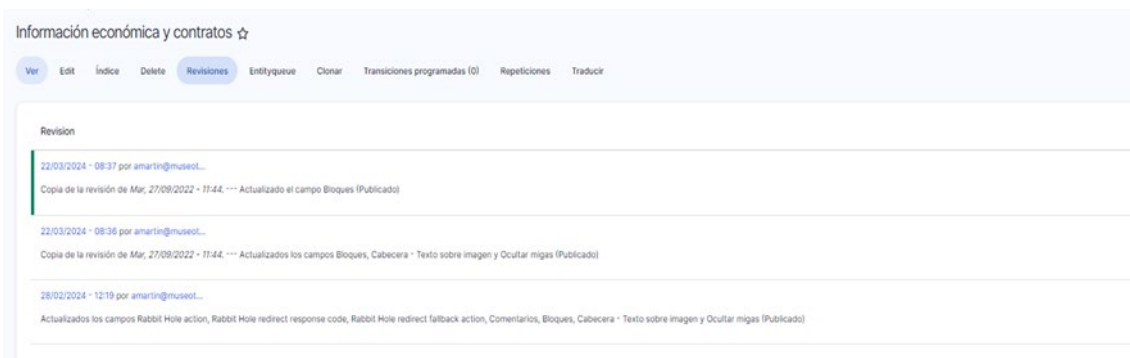 Información económica y contratos ☆
Ver Edit Índice Delete Revisiones Entityqueue Clonar Transiciones programadas (0) Repeticiones Traducir
Revision
22/03/2024 - 08:37 por amartin@museot...
Copia de la revisión de Mar, 27/09/2022 - 11:44. --- Actualizado el campo Bloques (Publicado)
22/03/2024 - 08:36 por amartin@museot...
Copia de la revisión de Mar, 27/09/2022 - 11:44. --- Actualizados los campos Bloques, Cabecera - Texto sobre imagen y Ocultar migas (Publicado)
28/02/2024 - 12:19 por amartin@museot...
Actualizados los campos Rabbit Hole action, Rabbit Hole redirect response code, Rabbit Hole redirect fallback action, Comentarios, Bloques, Cabecera - Texto sobre imagen y Ocultar migas (Publicado)